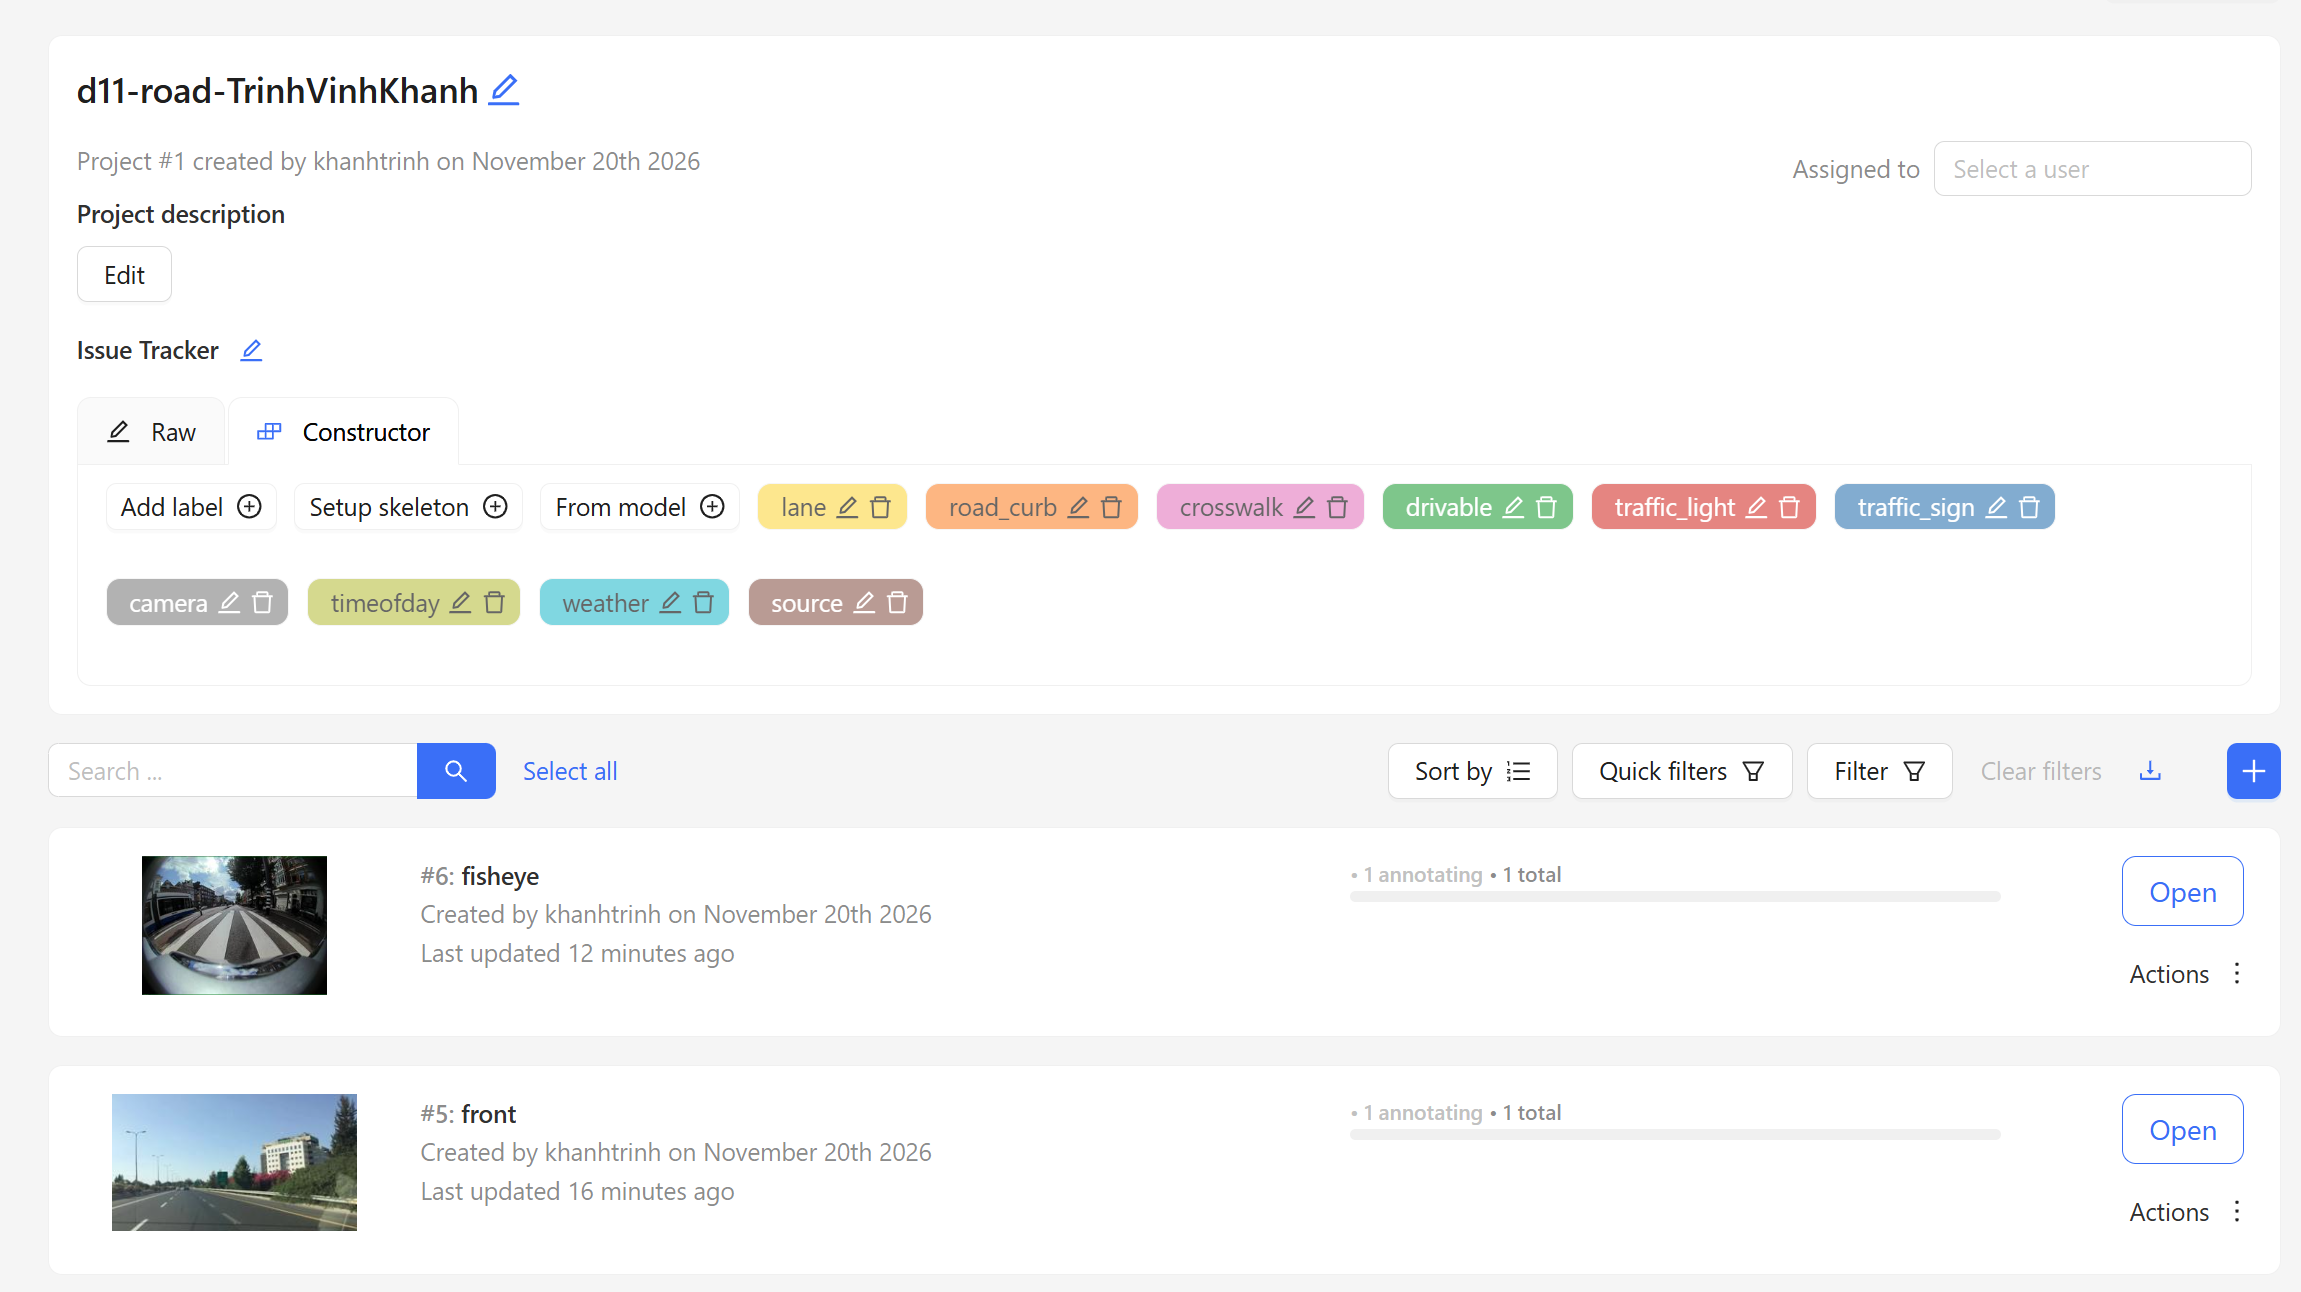 d11-road-TrinhVinhKhanh
Project #1 created by khanhtrinh on November 20th 2026
Assigned to Select a user
Project description
Edit
Issue Tracker
Raw Constructor
Add label Setup skeleton From model lane road_curb crosswalk drivable traffic_light traffic_sign
camera timeofday weather source
Search ... Select all Sort by Quick filters Filter Clear filters
#6: fisheye
Created by khanhtrinh on November 20th 2026
Last updated 12 minutes ago
• 1 annotating • 1 total
Open
Actions
#5: front
Created by khanhtrinh on November 20th 2026
Last updated 16 minutes ago
• 1 annotating • 1 total
Open
Actions